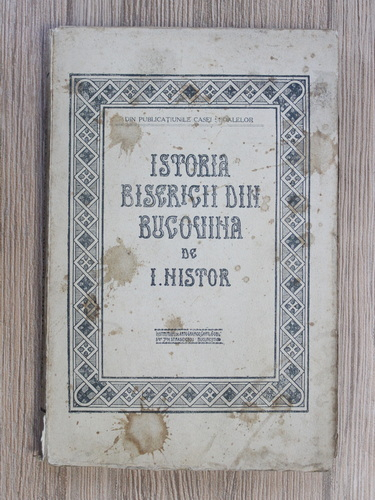 DIN PUBLICAȚIUNILE CASEI ȘCOALELOR
ISTORIA
BISERICII DIN
BUCOVINA
DE
I. NISTOR